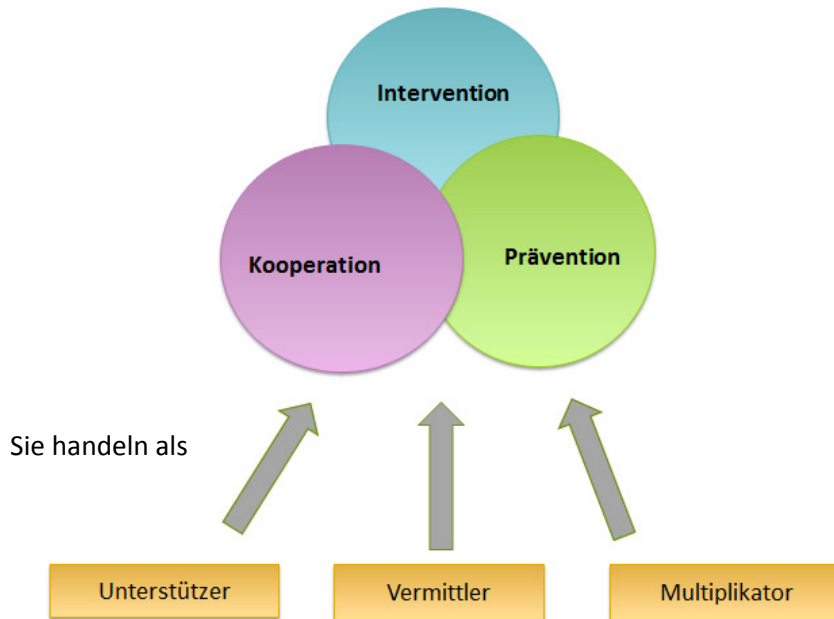 Intervention
Kooperation
Prävention
Sie handeln als
Unterstützer
Vermittler
Multiplikator